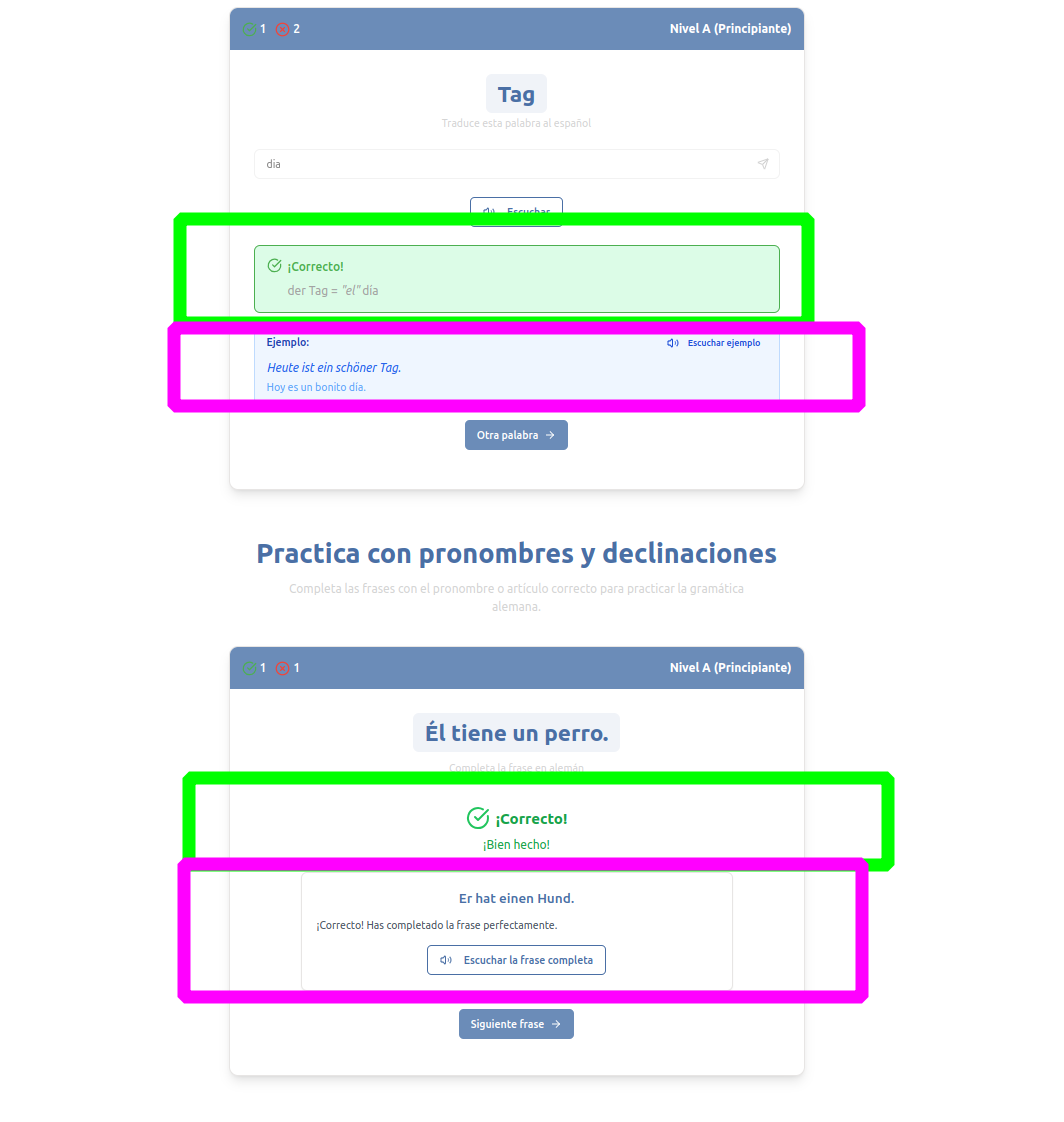 1 2 Nivel A (Principiante)
Tag
Traduce esta palabra al español
día
Escuchar
¡Correcto!
der Tag = "el" día
Ejemplo: Escuchar ejemplo
Heute ist ein schöner Tag.
Hoy es un bonito día.
Otra palabra →
Practica con pronombres y declinaciones
Completa las frases con el pronombre o artículo correcto para practicar la gramática
alemana.
1 1 Nivel A (Principiante)
Él tiene un perro.
Completa la frase en alemán
¡Correcto!
¡Bien hecho!
Er hat einen Hund.
¡Correcto! Has completado la frase perfectamente.
Escuchar la frase completa
Siguiente frase →